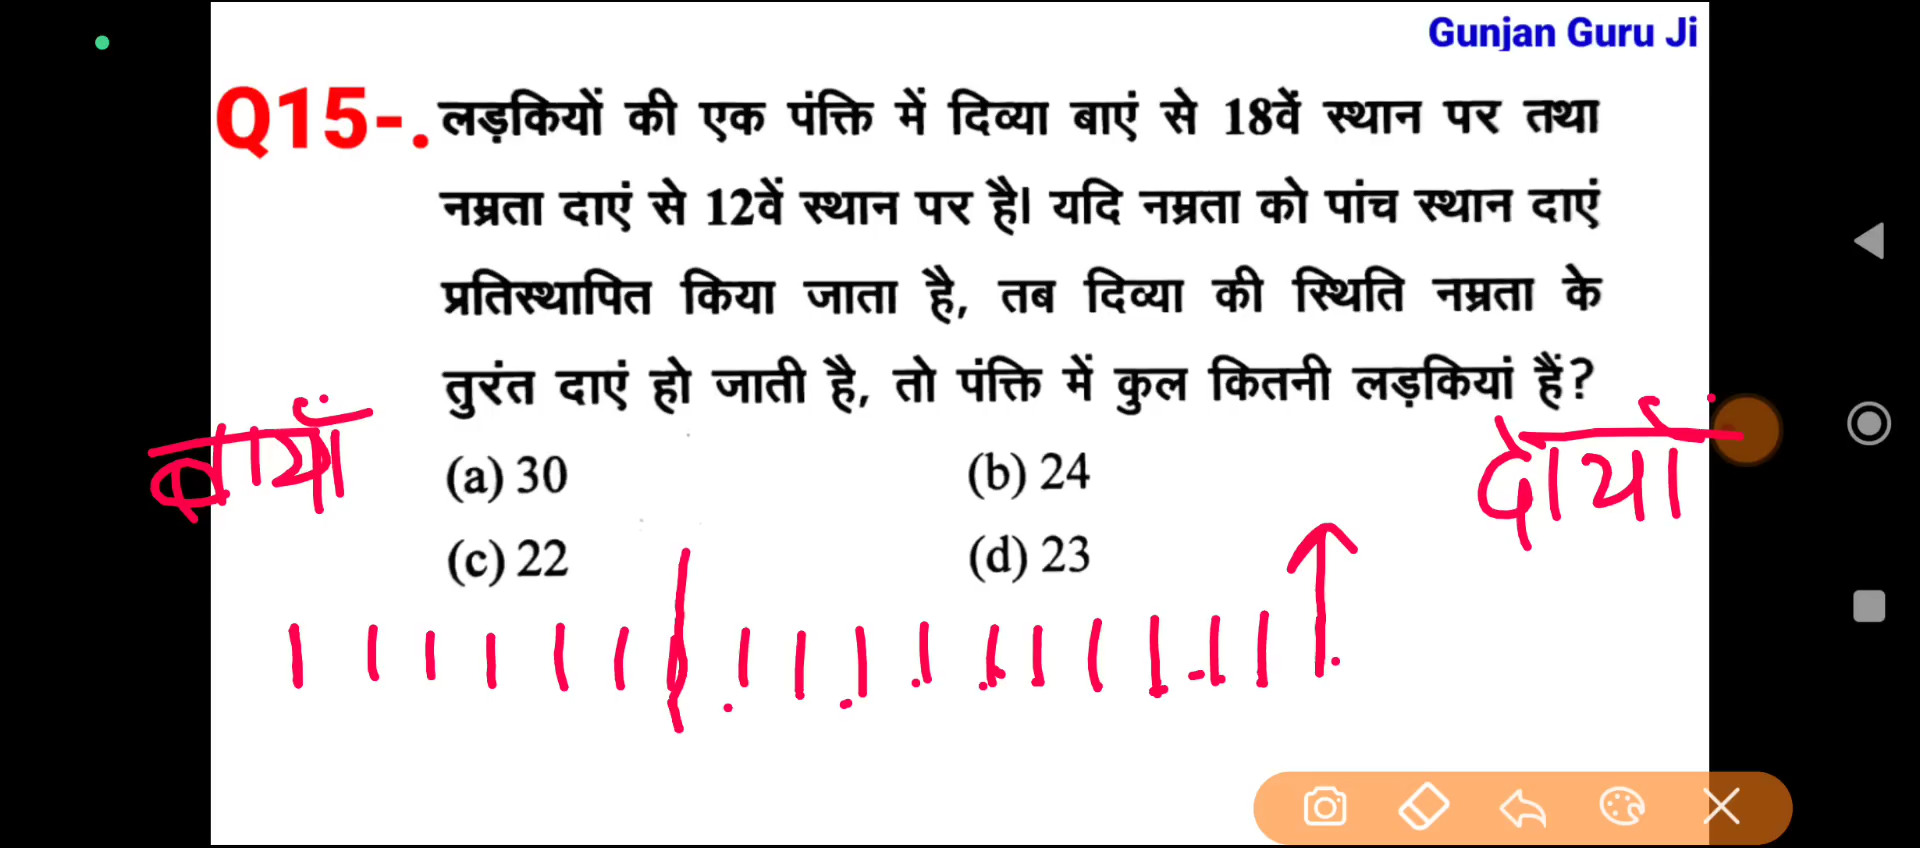 Gunjan Guru Ji
Q15-. लड़कियों की एक पंक्ति में दिव्या बाएं से 18वें स्थान पर तथा
नम्रता दाएं से 12वें स्थान पर है। यदि नम्रता को पांच स्थान दाएं
प्रतिस्थापित किया जाता है, तब दिव्या की स्थिति नम्रता के
तुरंत दाएं हो जाती है, तो पंक्ति में कुल कितनी लड़कियां हैं?
बायाँ दायाँ
(a) 30 (b) 24
(c) 22 (d) 23